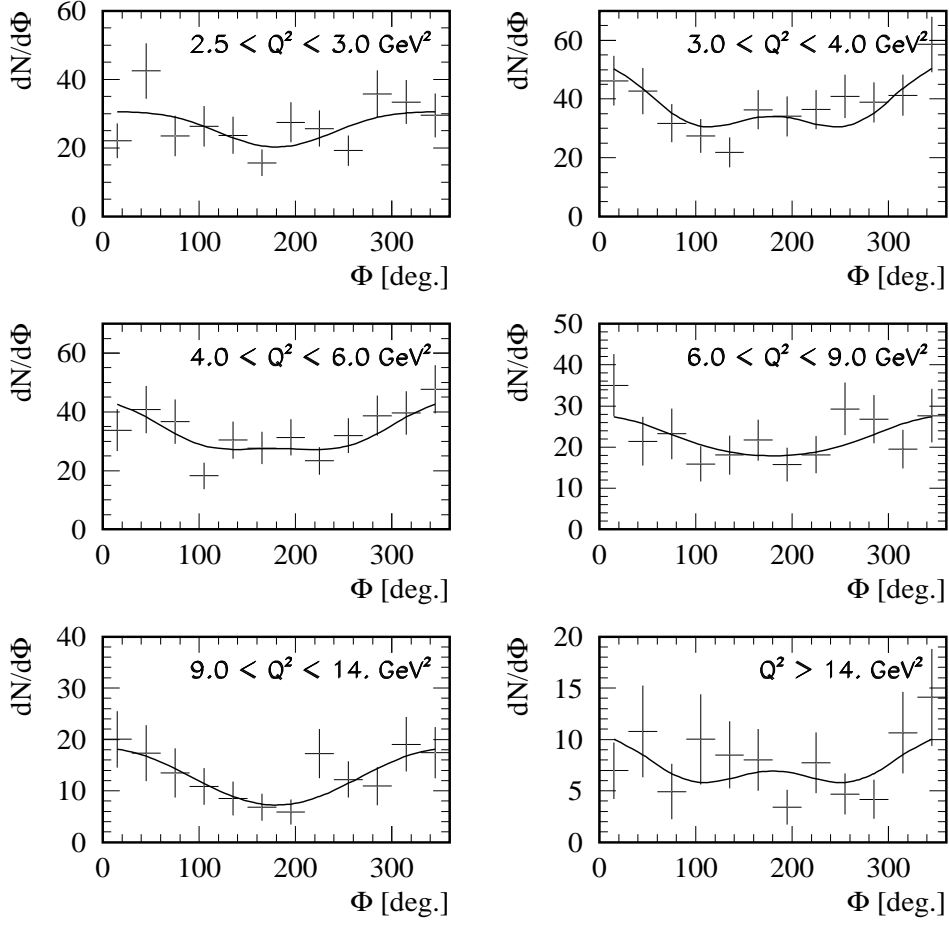 dN/dΦ
60
40
20
0
2.5 < Q² < 3.0 GeV²
0 100 200 300
Φ [deg.]
dN/dΦ
60
40
20
0
3.0 < Q² < 4.0 GeV²
0 100 200 300
Φ [deg.]
dN/dΦ
60
40
20
0
4.0 < Q² < 6.0 GeV²
0 100 200 300
Φ [deg.]
dN/dΦ
50
40
30
20
10
0
6.0 < Q² < 9.0 GeV²
0 100 200 300
Φ [deg.]
dN/dΦ
40
30
20
10
0
9.0 < Q² < 14. GeV²
0 100 200 300
Φ [deg.]
dN/dΦ
20
15
10
5
0
Q² > 14. GeV²
0 100 200 300
Φ [deg.]